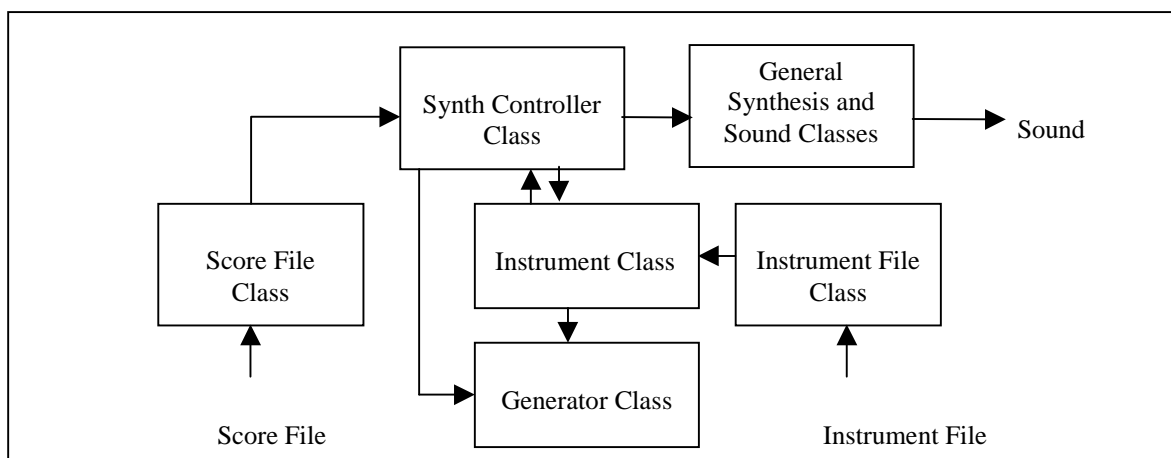 General
Synthesis and
Sound Classes
Synth Controller
Class
Sound
Score File
Class
Instrument Class
Instrument File
Class
Generator Class
Score File
Instrument File